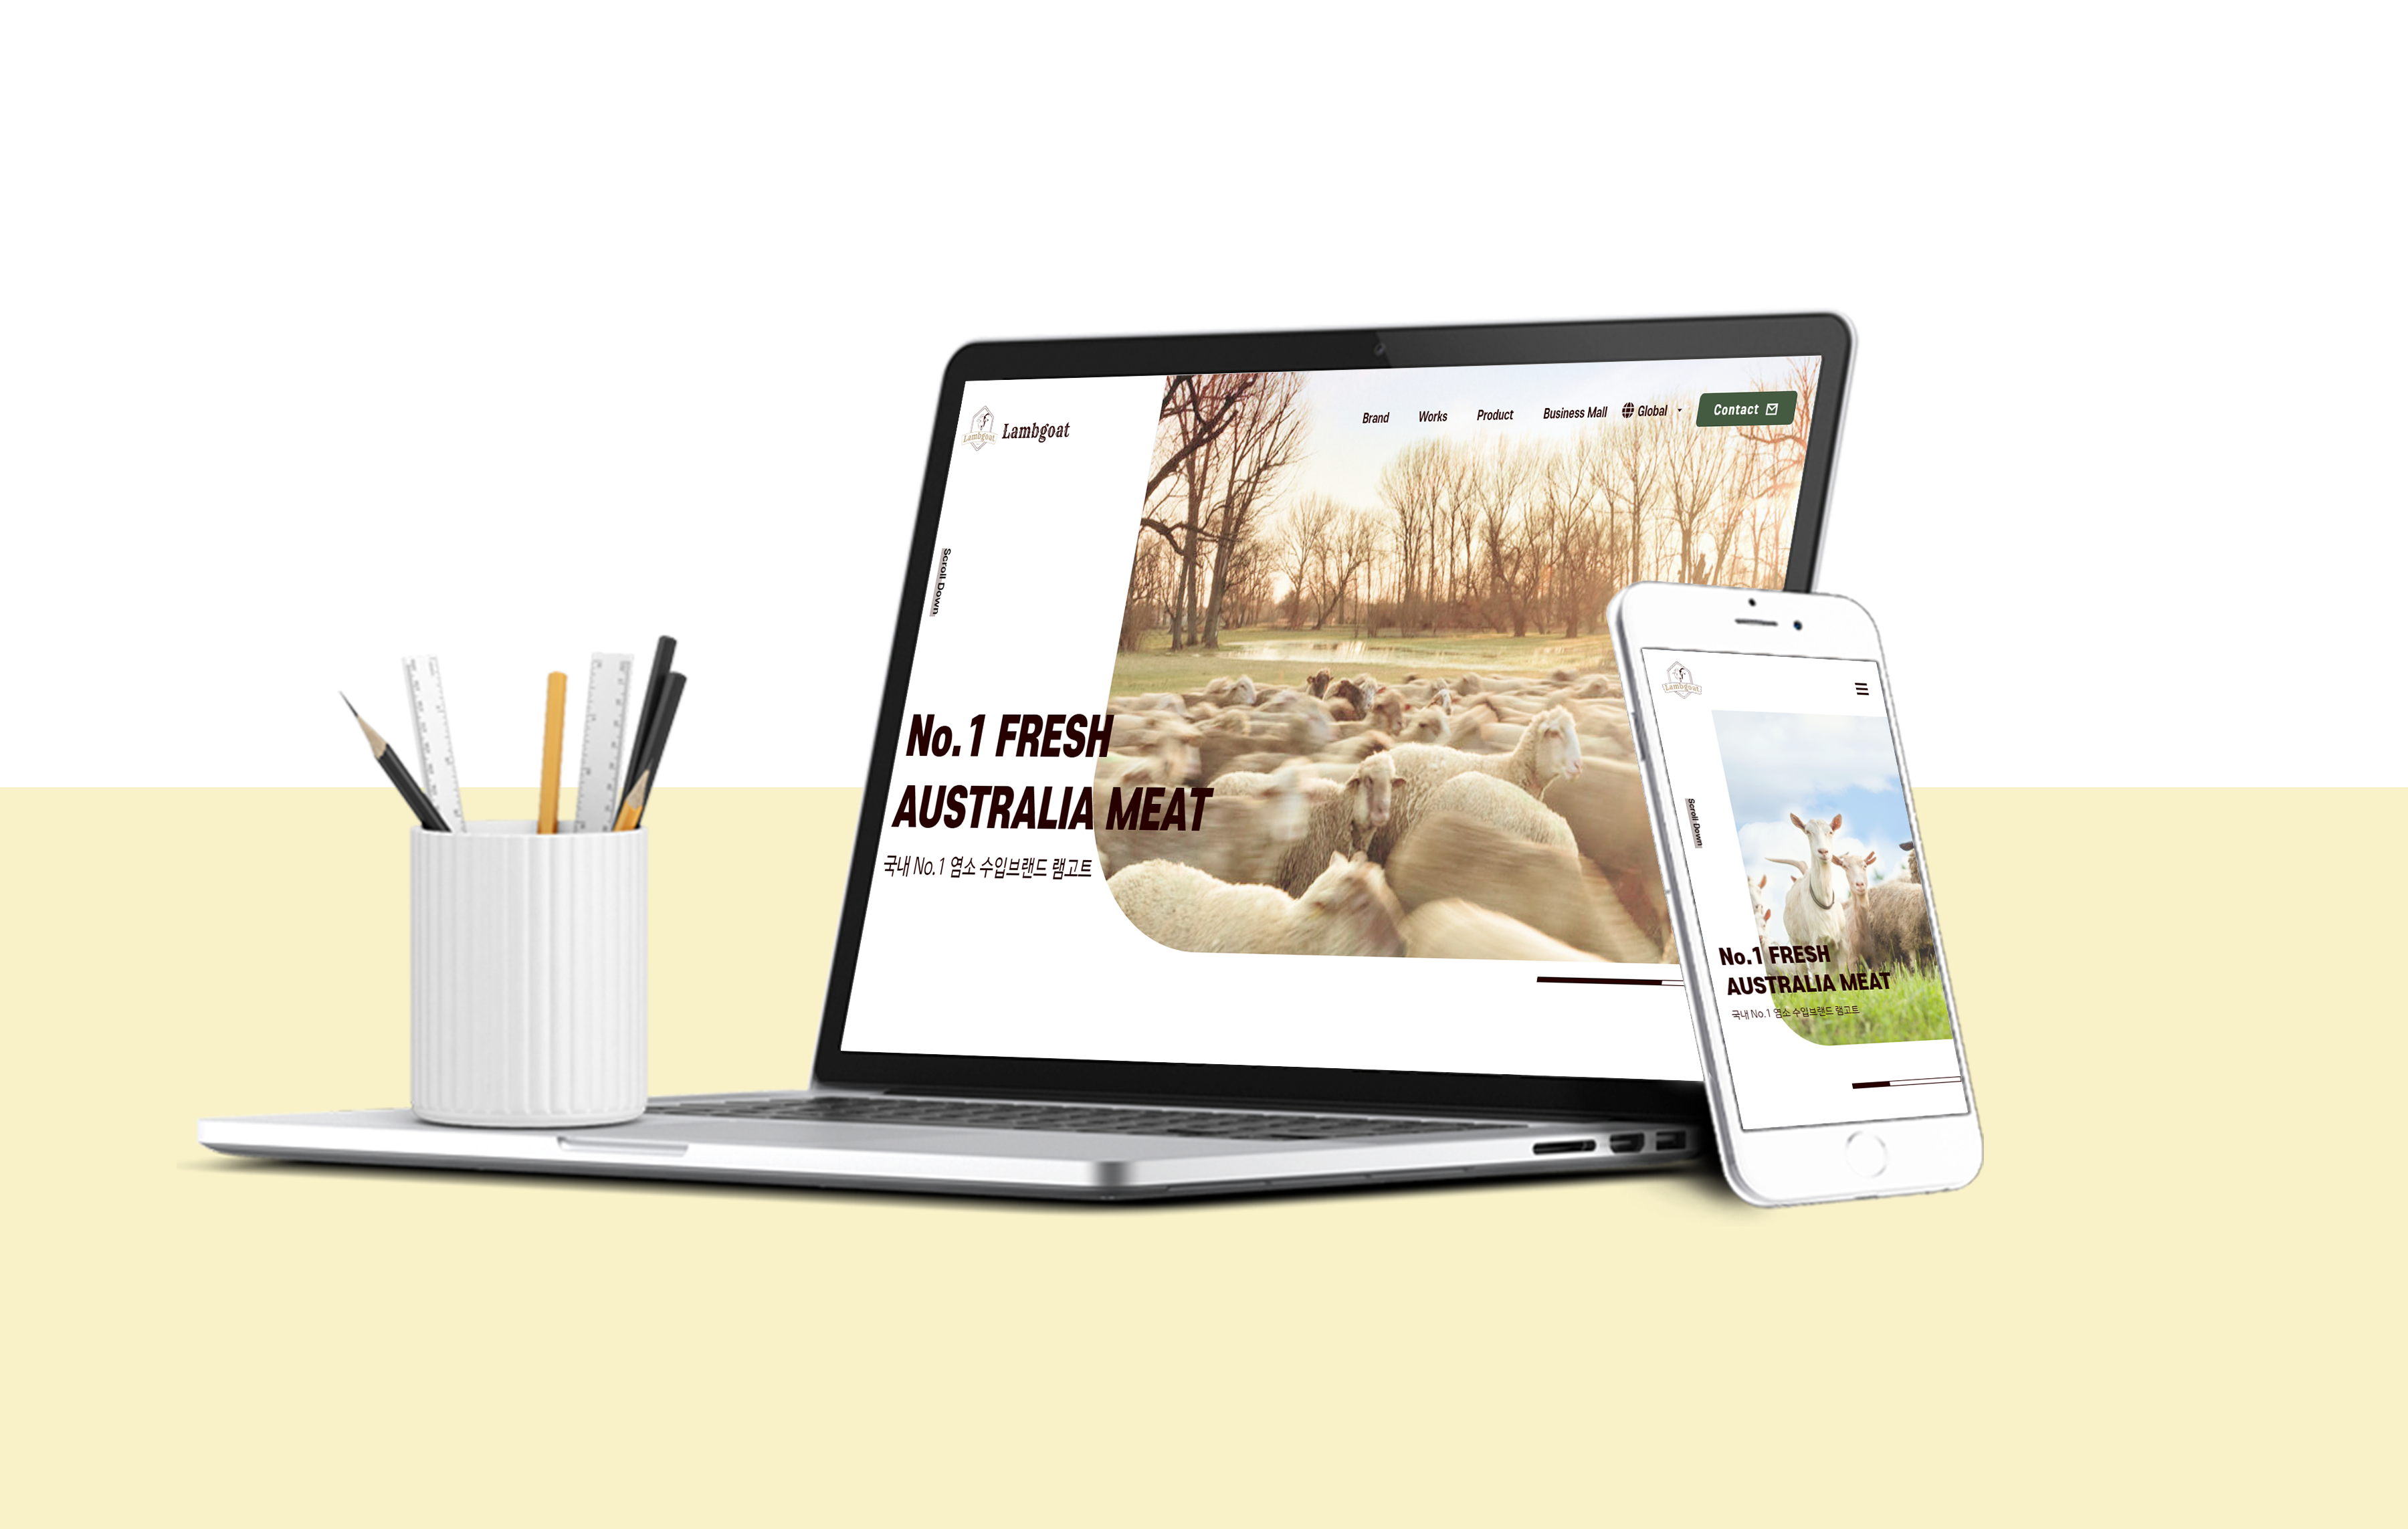 Lambgoat
Lambgoat
Brand
Works
Product
Business Mall
Global
Contact
Scroll Down
No.1 FRESH
AUSTRALIA MEAT
국내 No.1 염소 수입브랜드 램고트
Lambgoat
Scroll Down
No.1 FRESH
AUSTRALIA MEAT
국내 No.1 염소 수입브랜드 램고트